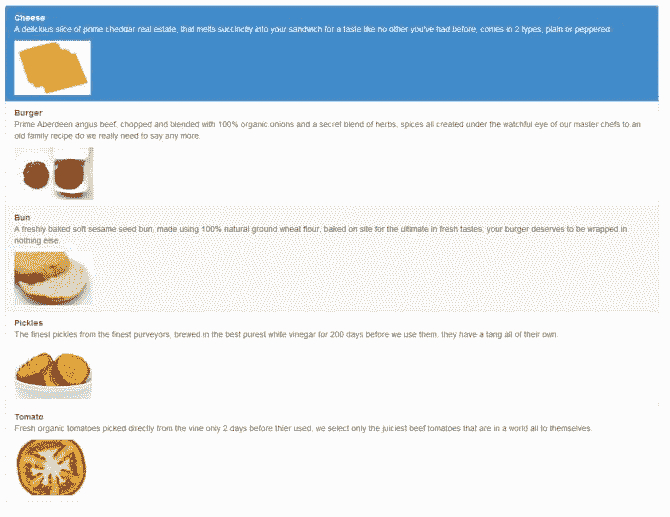 Cheese
A delicious slice of prime cheddar real estate, that melts succinctly into your sandwich for a taste like no other you've had before, comes in 2 types, plain or peppered.
Burger
Prime Aberdeen angus beef, chopped and blended with 100% organic onions and a secret blend of herbs, spices all created under the watchful eye of our master chefs to an
old family recipe do we really need to say any more.
Bun
A freshly baked soft sesame seed bun, made using 100% natural ground wheat flour, baked on site for the ultimate in fresh tastes, your burger deserves to be wrapped in
nothing else.
Pickles
The finest pickles from the finest purveyors, brewed in the best purest white vinegar for 200 days before we use them, they have a tang all of their own.
Tomato
Fresh organic tomatoes picked directly from the vine only 2 days before thier used, we select only the juiciest beef tomatoes that are in a world all to themselves.